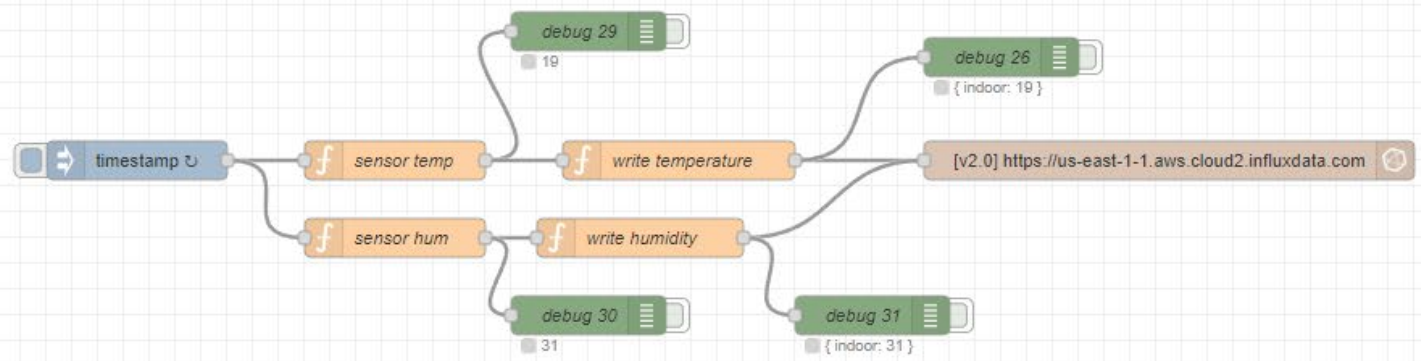 debug 29
19
debug 26
{ indoor: 19 }
timestamp ↻
sensor temp
write temperature
[v2.0] https://us-east-1-1.aws.cloud2.influxdata.com
sensor hum
write humidity
debug 30
31
debug 31
{ indoor: 31 }